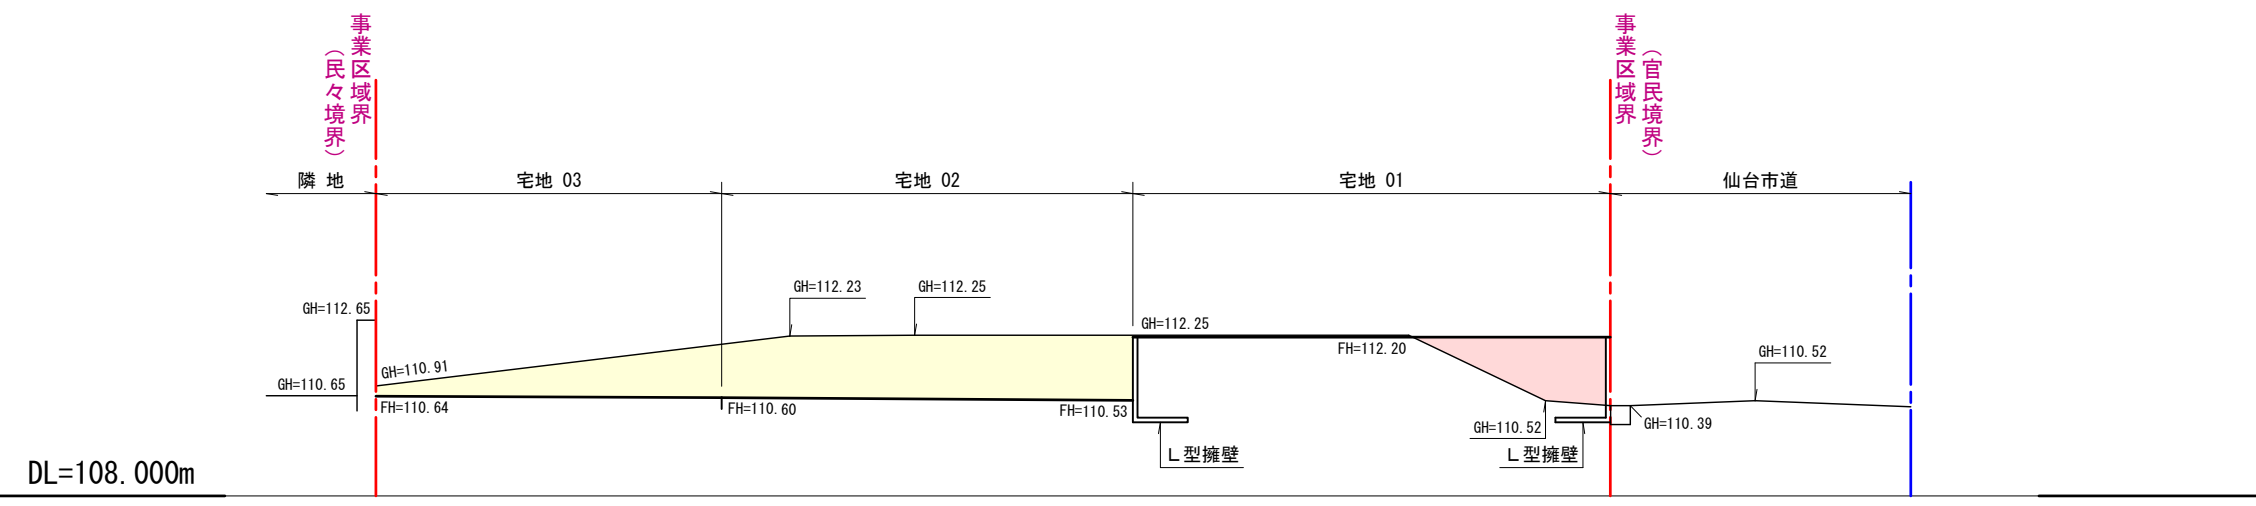 事業区域界
（民々境界）
事業区域界
（官民境界）
隣 地
宅地 03
宅地 02
宅地 01
仙台市道
GH=112.65
GH=110.65
GH=110.91
FH=110.64
FH=110.60
GH=112.23
GH=112.25
FH=110.53
GH=112.25
FH=112.20
GH=110.52
GH=110.39
GH=110.52
L型擁壁
L型擁壁
DL=108.000m